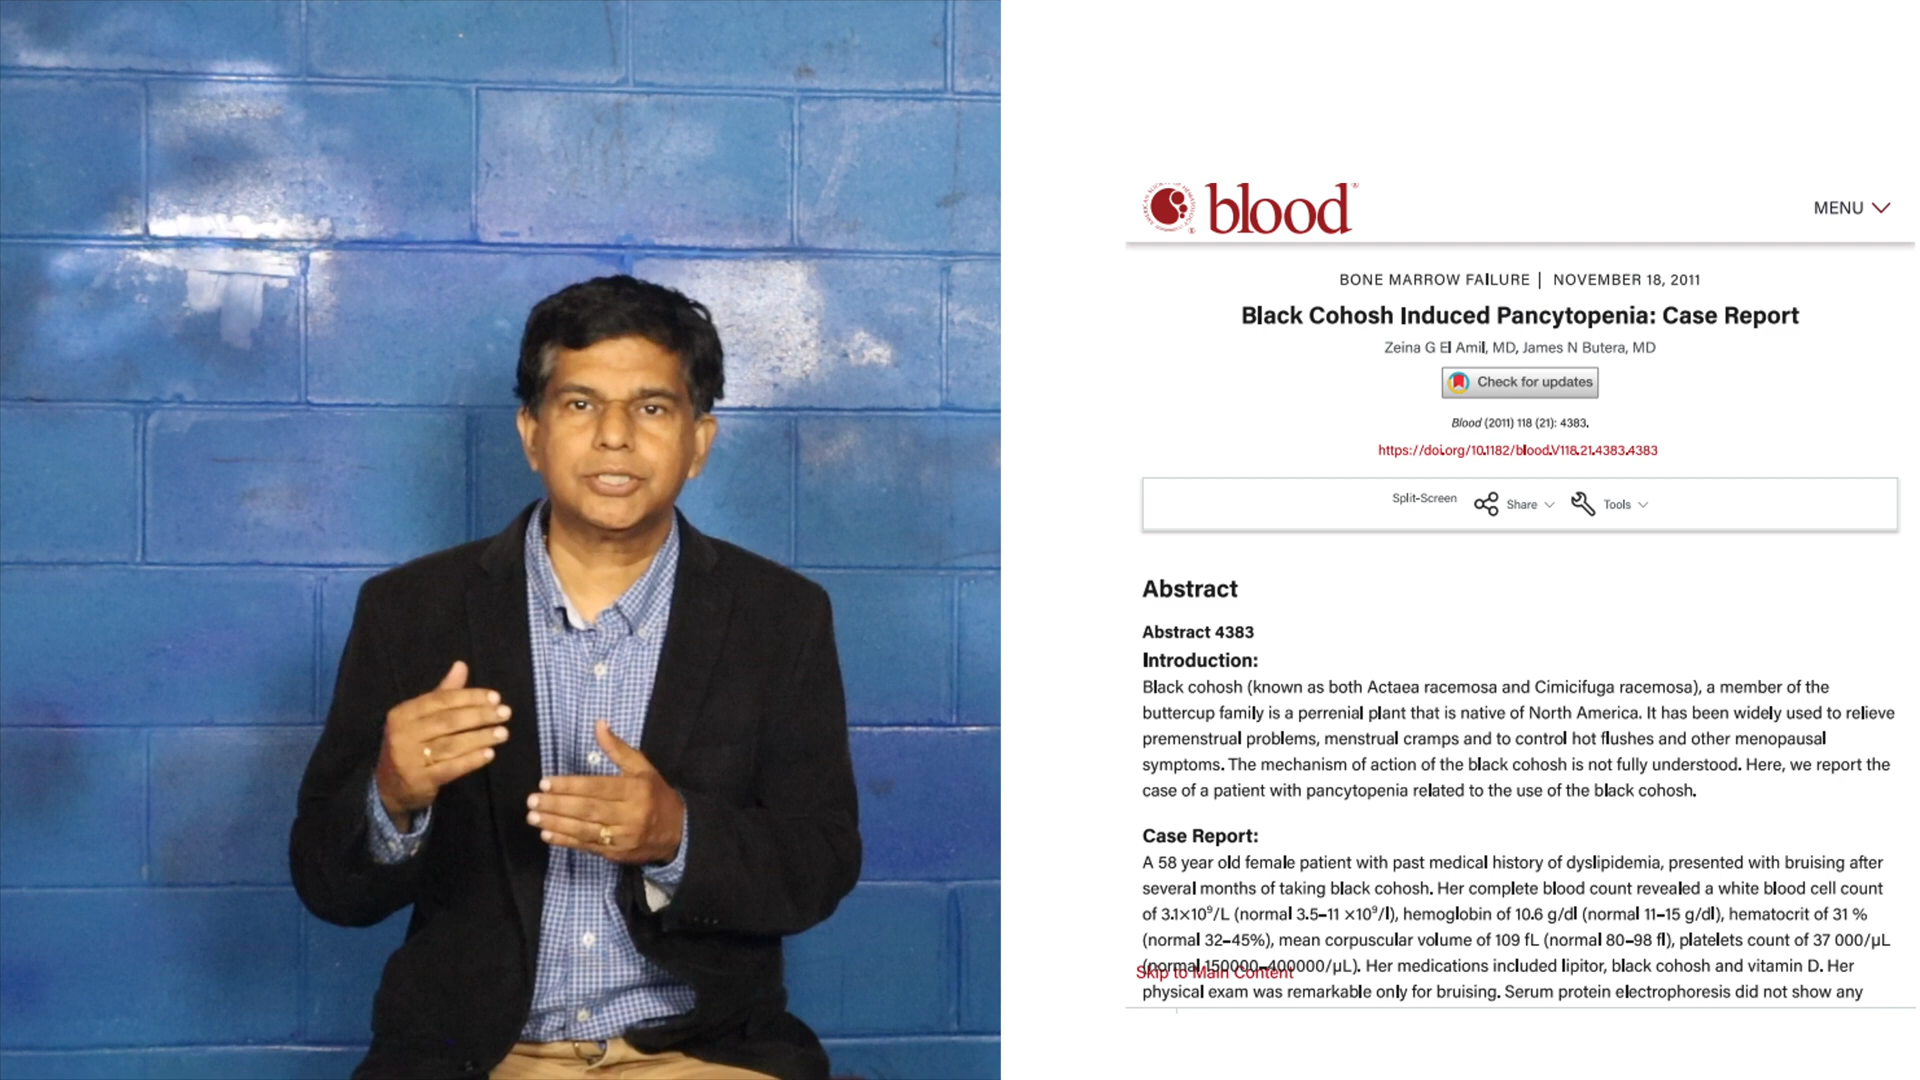 blood®
MENU
BONE MARROW FAILURE | NOVEMBER 18, 2011
Black Cohosh Induced Pancytopenia: Case Report
Zeina G El Amil, MD, James N Butera, MD
Check for updates
Blood (2011) 118 (21): 4383.
https://doi.org/10.1182/blood.V118.21.4383.4383
Split-Screen Share Tools
Abstract
Abstract 4383
Introduction:
Black cohosh (known as both Actaea racemosa and Cimicifuga racemosa), a member of the
buttercup family is a perrenial plant that is native of North America. It has been widely used to relieve
premenstrual problems, menstrual cramps and to control hot flushes and other menopausal
symptoms. The mechanism of action of the black cohosh is not fully understood. Here, we report the
case of a patient with pancytopenia related to the use of the black cohosh.
Case Report:
A 58 year old female patient with past medical history of dyslipidemia, presented with bruising after
several months of taking black cohosh. Her complete blood count revealed a white blood cell count
of 3.1×10⁹/L (normal 3.5–11 ×10⁹/l), hemoglobin of 10.6 g/dl (normal 11–15 g/dl), hematocrit of 31 %
(normal 32–45%), mean corpuscular volume of 109 fL (normal 80–98 fl), platelets count of 37 000/µL
(normal 150000–400000/µL). Her medications included lipitor, black cohosh and vitamin D. Her
Skip to Main Content
physical exam was remarkable only for bruising. Serum protein electrophoresis did not show any